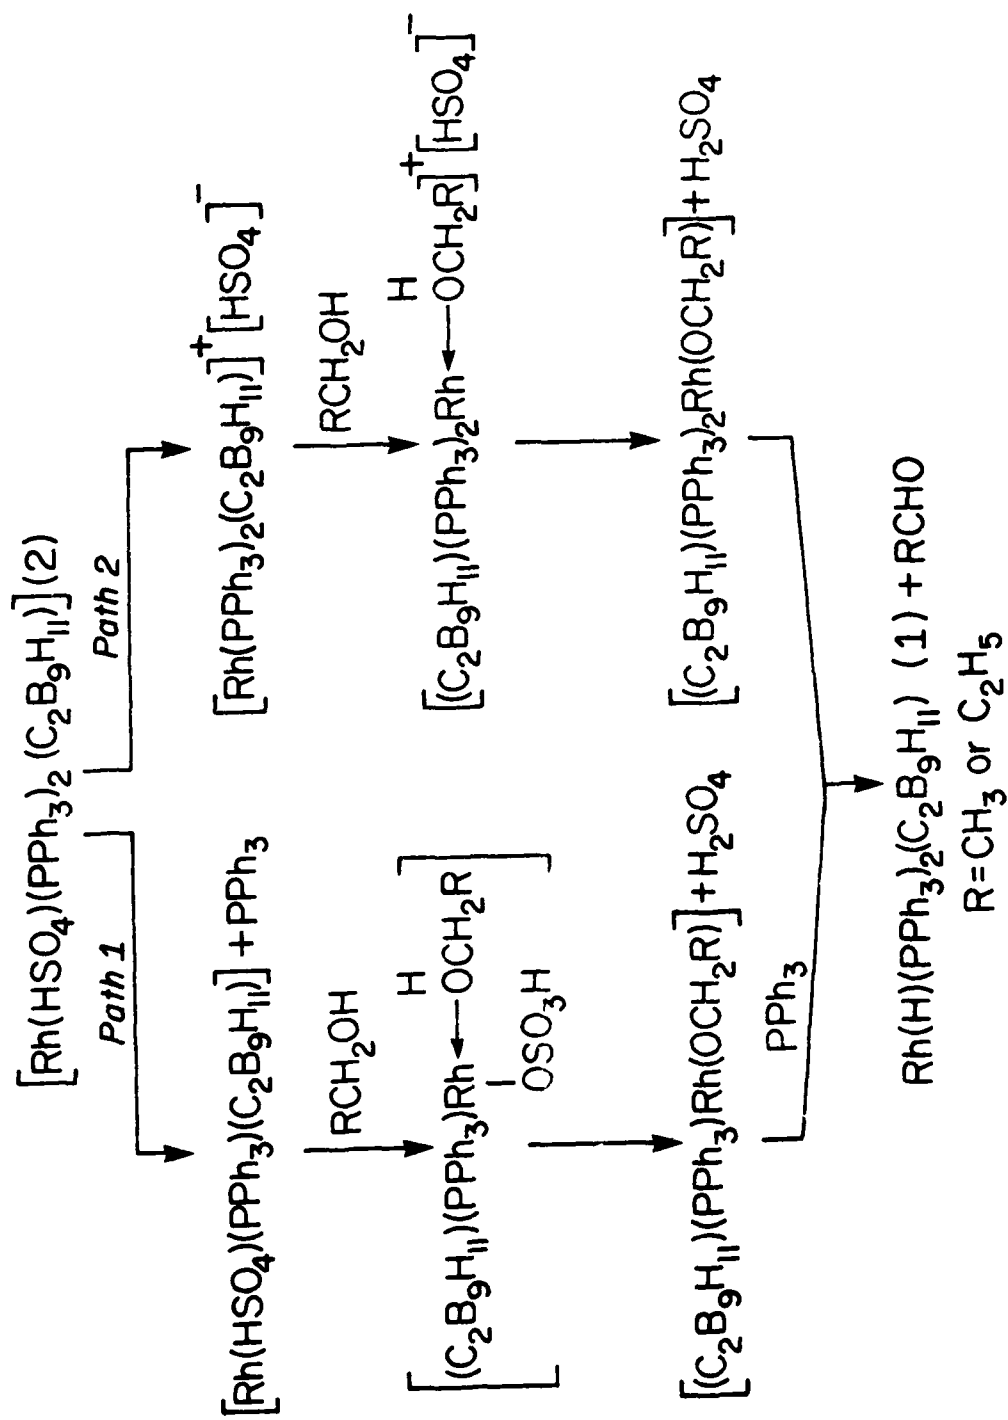 [Rh(HSO₄)(PPh₃)₂(C₂B₉H₁₁)](2)
Path 1
Path 2
[Rh(HSO₄)(PPh₃)(C₂B₉H₁₁)]+PPh₃
[Rh(PPh₃)₂(C₂B₉H₁₁)]⁺[HSO₄]⁻
RCH₂OH
RCH₂OH
H
[(C₂B₉H₁₁)(PPh₃)Rh←OCH₂R]
OSO₃H
H
[(C₂B₉H₁₁)(PPh₃)₂Rh←OCH₂R]⁺[HSO₄]⁻
[(C₂B₉H₁₁)(PPh₃)Rh(OCH₂R)]+H₂SO₄
[(C₂B₉H₁₁)(PPh₃)₂Rh(OCH₂R)]+H₂SO₄
PPh₃
Rh(H)(PPh₃)₂(C₂B₉H₁₁) (1) + RCHO
R=CH₃ or C₂H₅